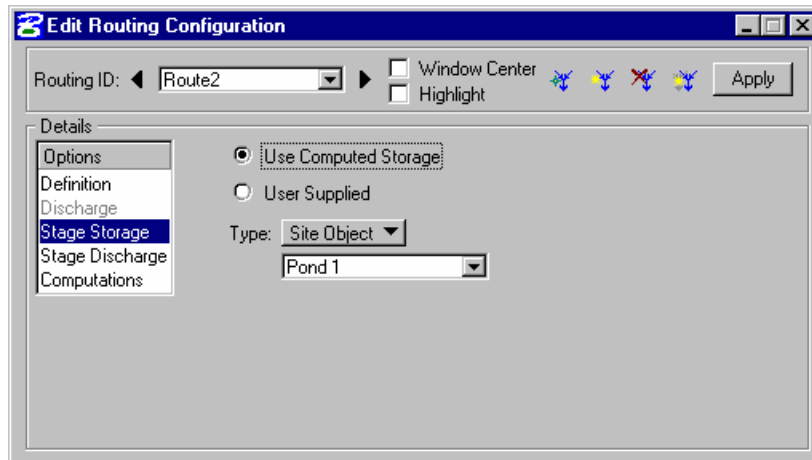 Edit Routing Configuration
Routing ID: Route2 Window Center Apply
Highlight
Details
Options Use Computed Storage
Definition
Discharge User Supplied
Stage Storage Type: Site Object
Stage Discharge
Computations Pond 1